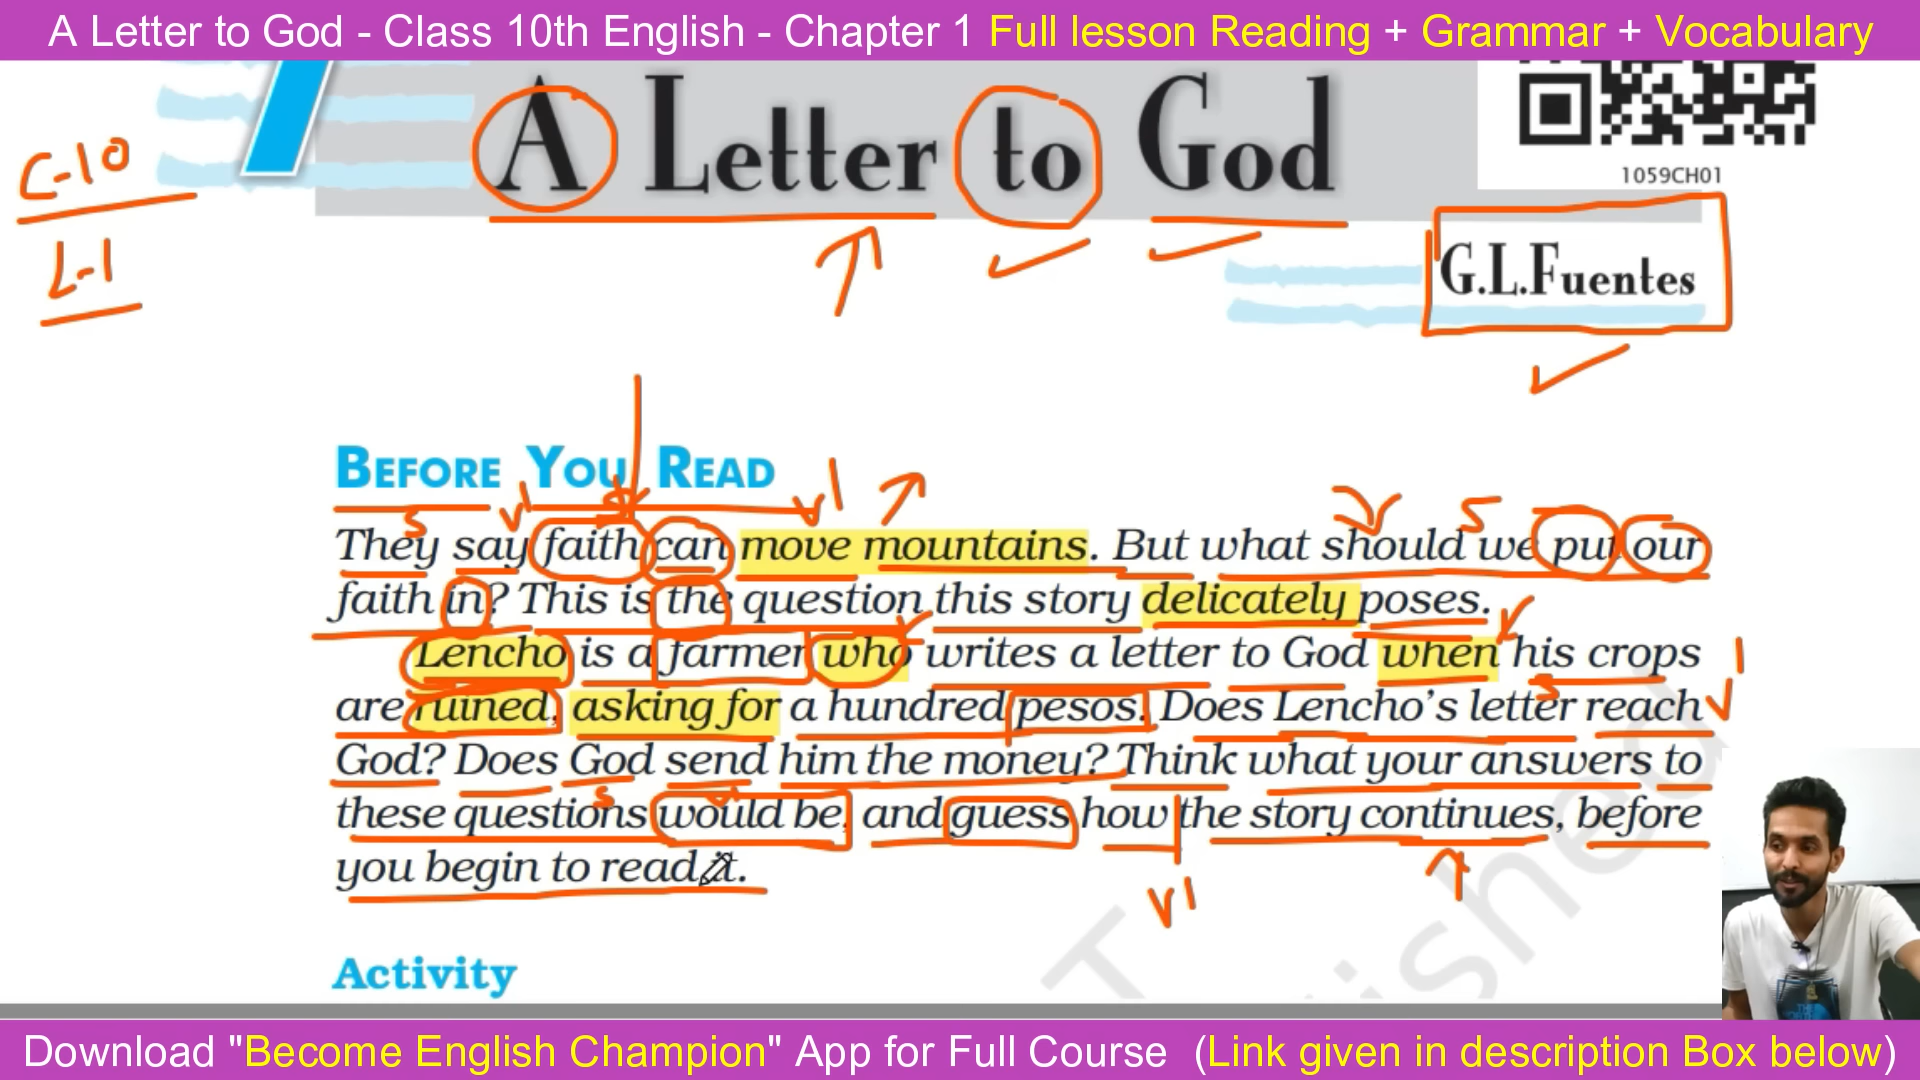 A Letter to God - Class 10th English - Chapter 1 Full lesson Reading + Grammar + Vocabulary
A Letter to God
1059CH01
C-10
L-1
G.L.Fuentes
BEFORE YOU READ
s v1 v1 s
They say faith can move mountains. But what should we put our
faith in? This is the question this story delicately poses.
Lencho is a farmer who writes a letter to God when his crops
are ruined, asking for a hundred pesos. Does Lencho's letter reach
God? Does God send him the money? Think what your answers to
these questions would be, and guess how the story continues, before
you begin to read it.
v1
Activity
Download "Become English Champion" App for Full Course (Link given in description Box below)